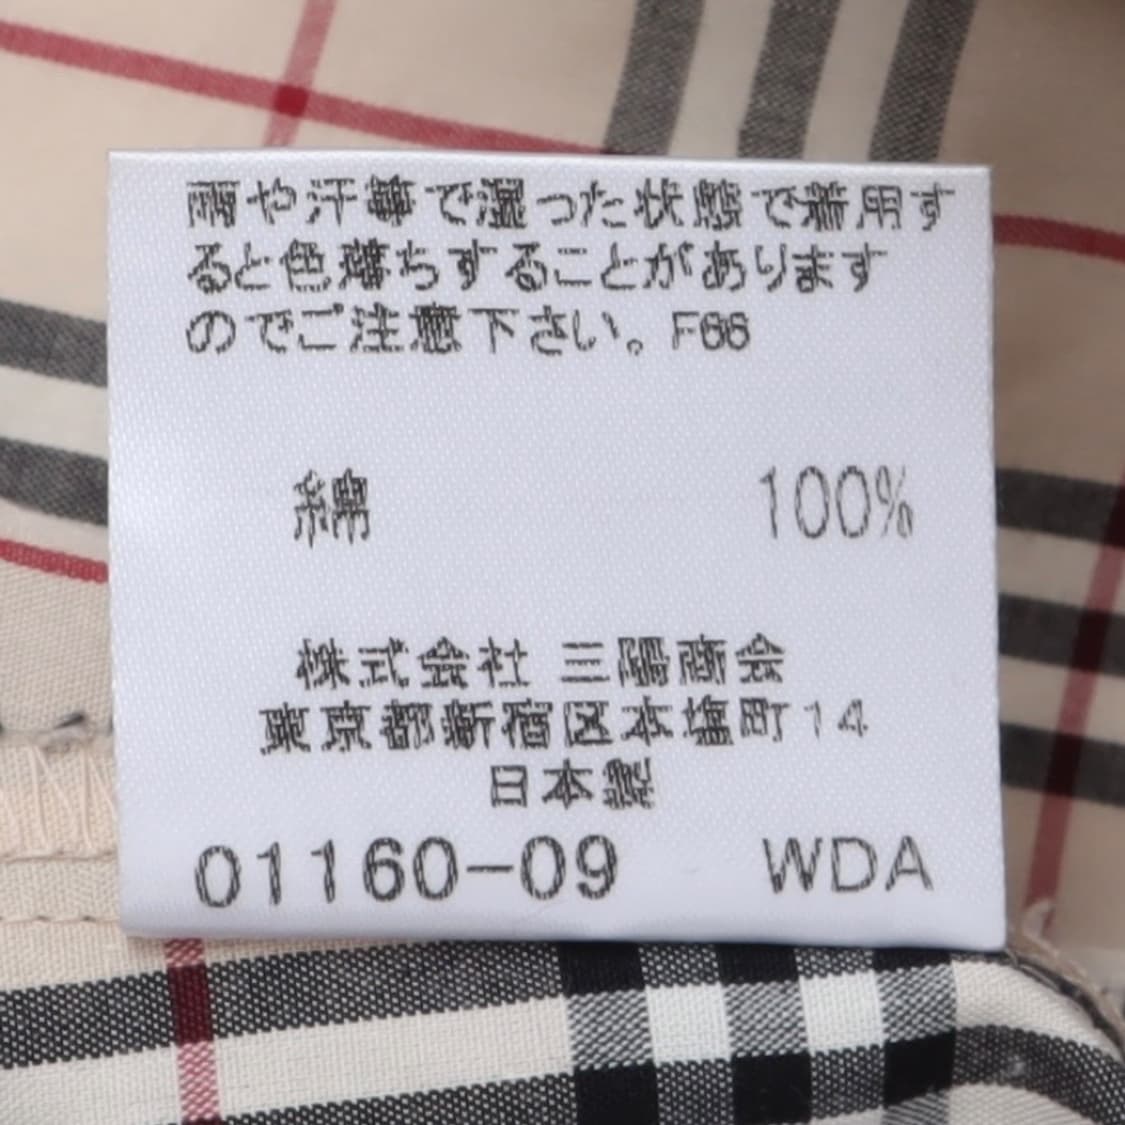 雨や汗等で湿った状態で着用す
ると色落ちすることがあります
のでご注意下さい。F66
綿 100%
株式会社 三陽商会
東京都新宿区本塩町14
日本製
01160-09 WDA